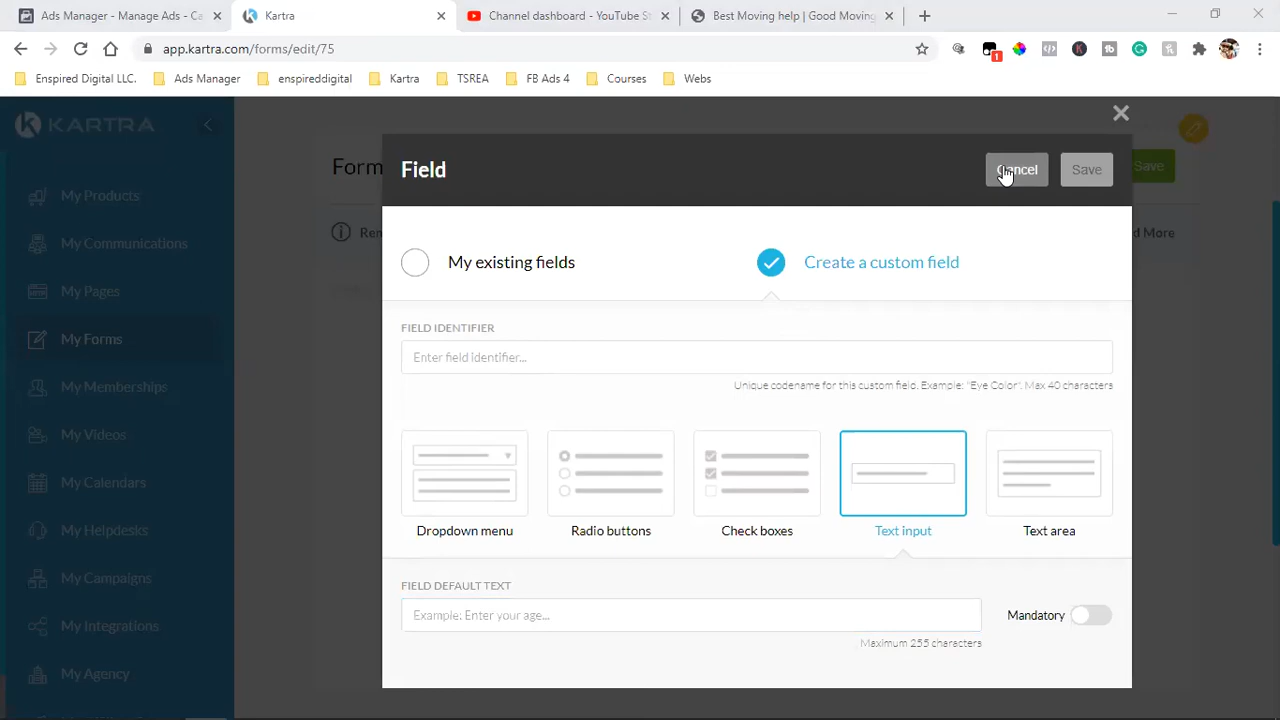 Ads Manager - Manage Ads - Ca
Kartra
Channel dashboard - YouTube St
Best Moving help | Good Moving
app.kartra.com/forms/edit/75
1
Enspired Digital LLC.
Ads Manager
enspireddigital
Kartra
TSREA
FB Ads 4
Courses
Webs
KARTRA
My Products
My Communications
My Pages
My Forms
My Memberships
My Videos
My Calendars
My Helpdesks
My Campaigns
My Integrations
My Agency
Form
Save
Field
Cancel
Save
My existing fields
Create a custom field
FIELD IDENTIFIER
Enter field identifier...
Unique codename for this custom field. Example: "Eye Color". Max 40 characters
Dropdown menu
Radio buttons
Check boxes
Text input
Text area
FIELD DEFAULT TEXT
Example: Enter your age...
Mandatory
Maximum 255 characters